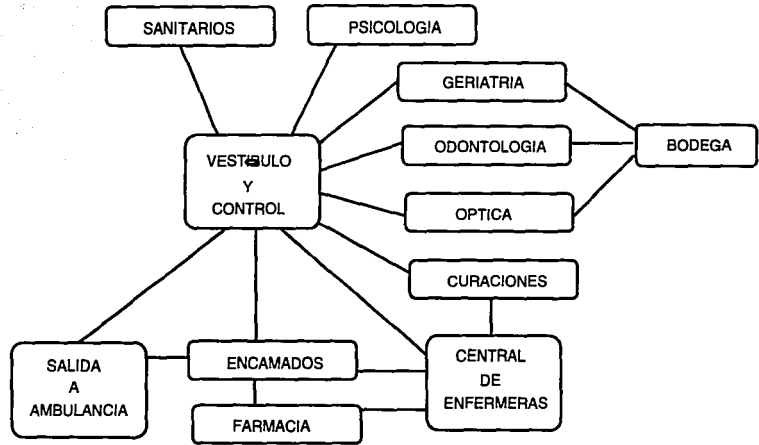 SANITARIOS
PSICOLOGIA
GERIATRIA
ODONTOLOGIA
BODEGA
VESTIBULO
Y
CONTROL
OPTICA
CURACIONES
SALIDA
A
AMBULANCIA
ENCAMADOS
CENTRAL
DE
ENFERMERAS
FARMACIA